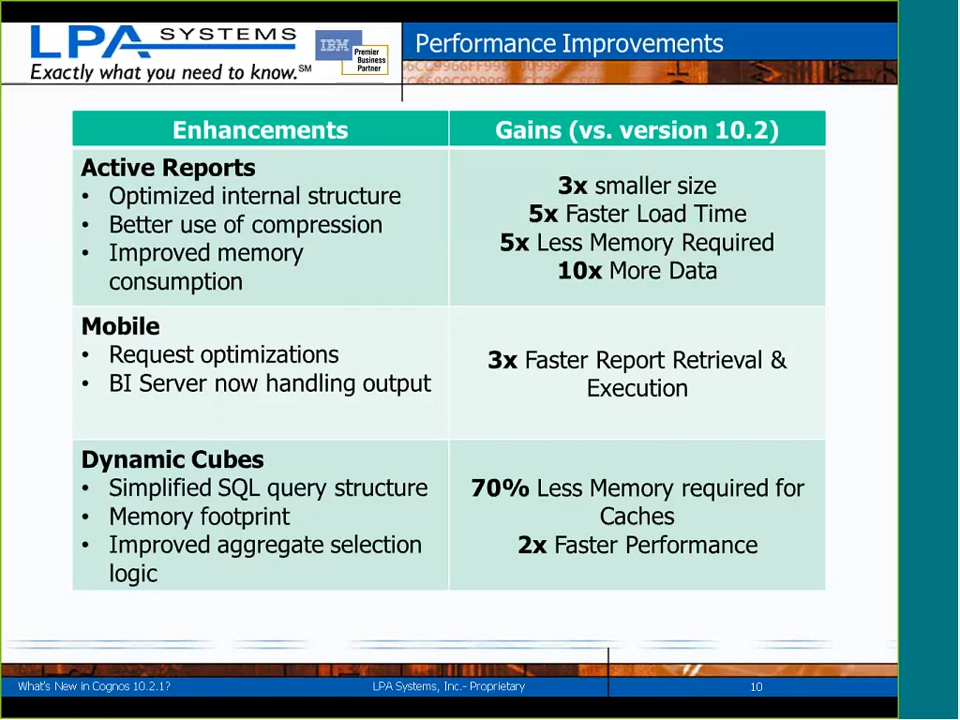 LPA SYSTEMS
Exactly what you need to know.℠
IBM
Premier
Business
Partner
Performance Improvements
Enhancements
Gains (vs. version 10.2)
Active Reports
• Optimized internal structure
• Better use of compression
• Improved memory
consumption
3x smaller size
5x Faster Load Time
5x Less Memory Required
10x More Data
Mobile
• Request optimizations
• BI Server now handling output
3x Faster Report Retrieval &
Execution
Dynamic Cubes
• Simplified SQL query structure
• Memory footprint
• Improved aggregate selection
logic
70% Less Memory required for
Caches
2x Faster Performance
What's New in Cognos 10.2.1?
LPA Systems, Inc.- Proprietary
10